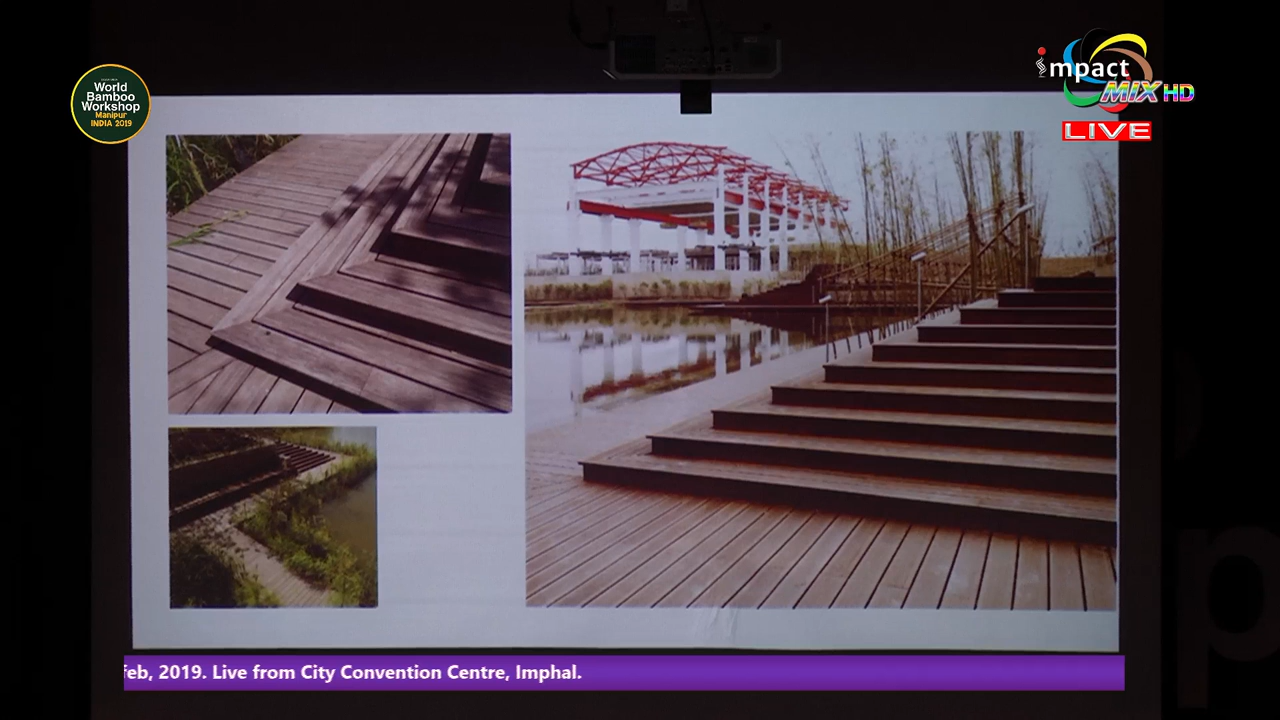 World
Bamboo
Workshop
Manipur
INDIA 2019
impact
MIX HD
LIVE
feb, 2019. Live from City Convention Centre, Imphal.